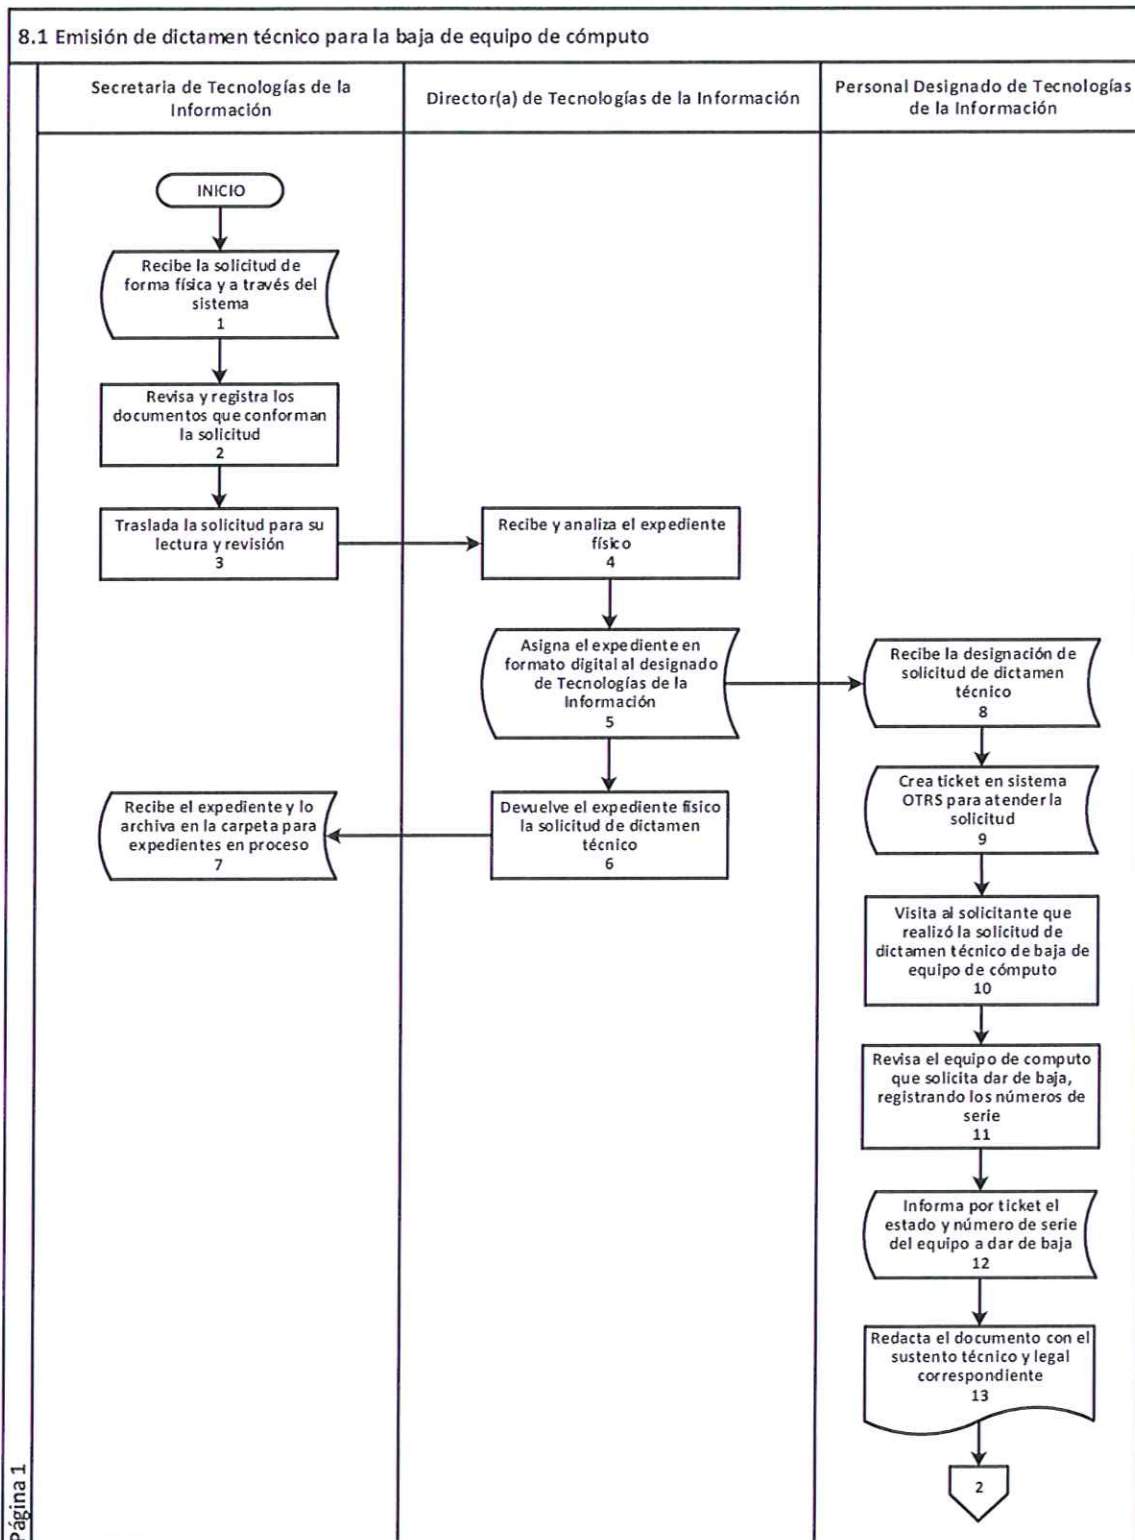 8.1 Emisión de dictamen técnico para la baja de equipo de cómputo
Secretaria de Tecnologías de la
Información
Director(a) de Tecnologías de la Información
Personal Designado de Tecnologías
de la Información
INICIO
Recibe la solicitud de
forma física y a través del
sistema
1
Revisa y registra los
documentos que conforman
la solicitud
2
Traslada la solicitud para su
lectura y revisión
3
Recibe y analiza el expediente
físico
4
Asigna el expediente en
formato digital al designado
de Tecnologías de la
Información
5
Devuelve el expediente físico
la solicitud de dictamen
técnico
6
Recibe el expediente y lo
archiva en la carpeta para
expedientes en proceso
7
Recibe la designación de
solicitud de dictamen
técnico
8
Crea ticket en sistema
OTRS para atender la
solicitud
9
Visita al solicitante que
realizó la solicitud de
dictamen técnico de baja de
equipo de cómputo
10
Revisa el equipo de computo
que solicita dar de baja,
registrando los números de
serie
11
Informa por ticket el
estado y número de serie
del equipo a dar de baja
12
Redacta el documento con el
sustento técnico y legal
correspondiente
13
2
Página 1